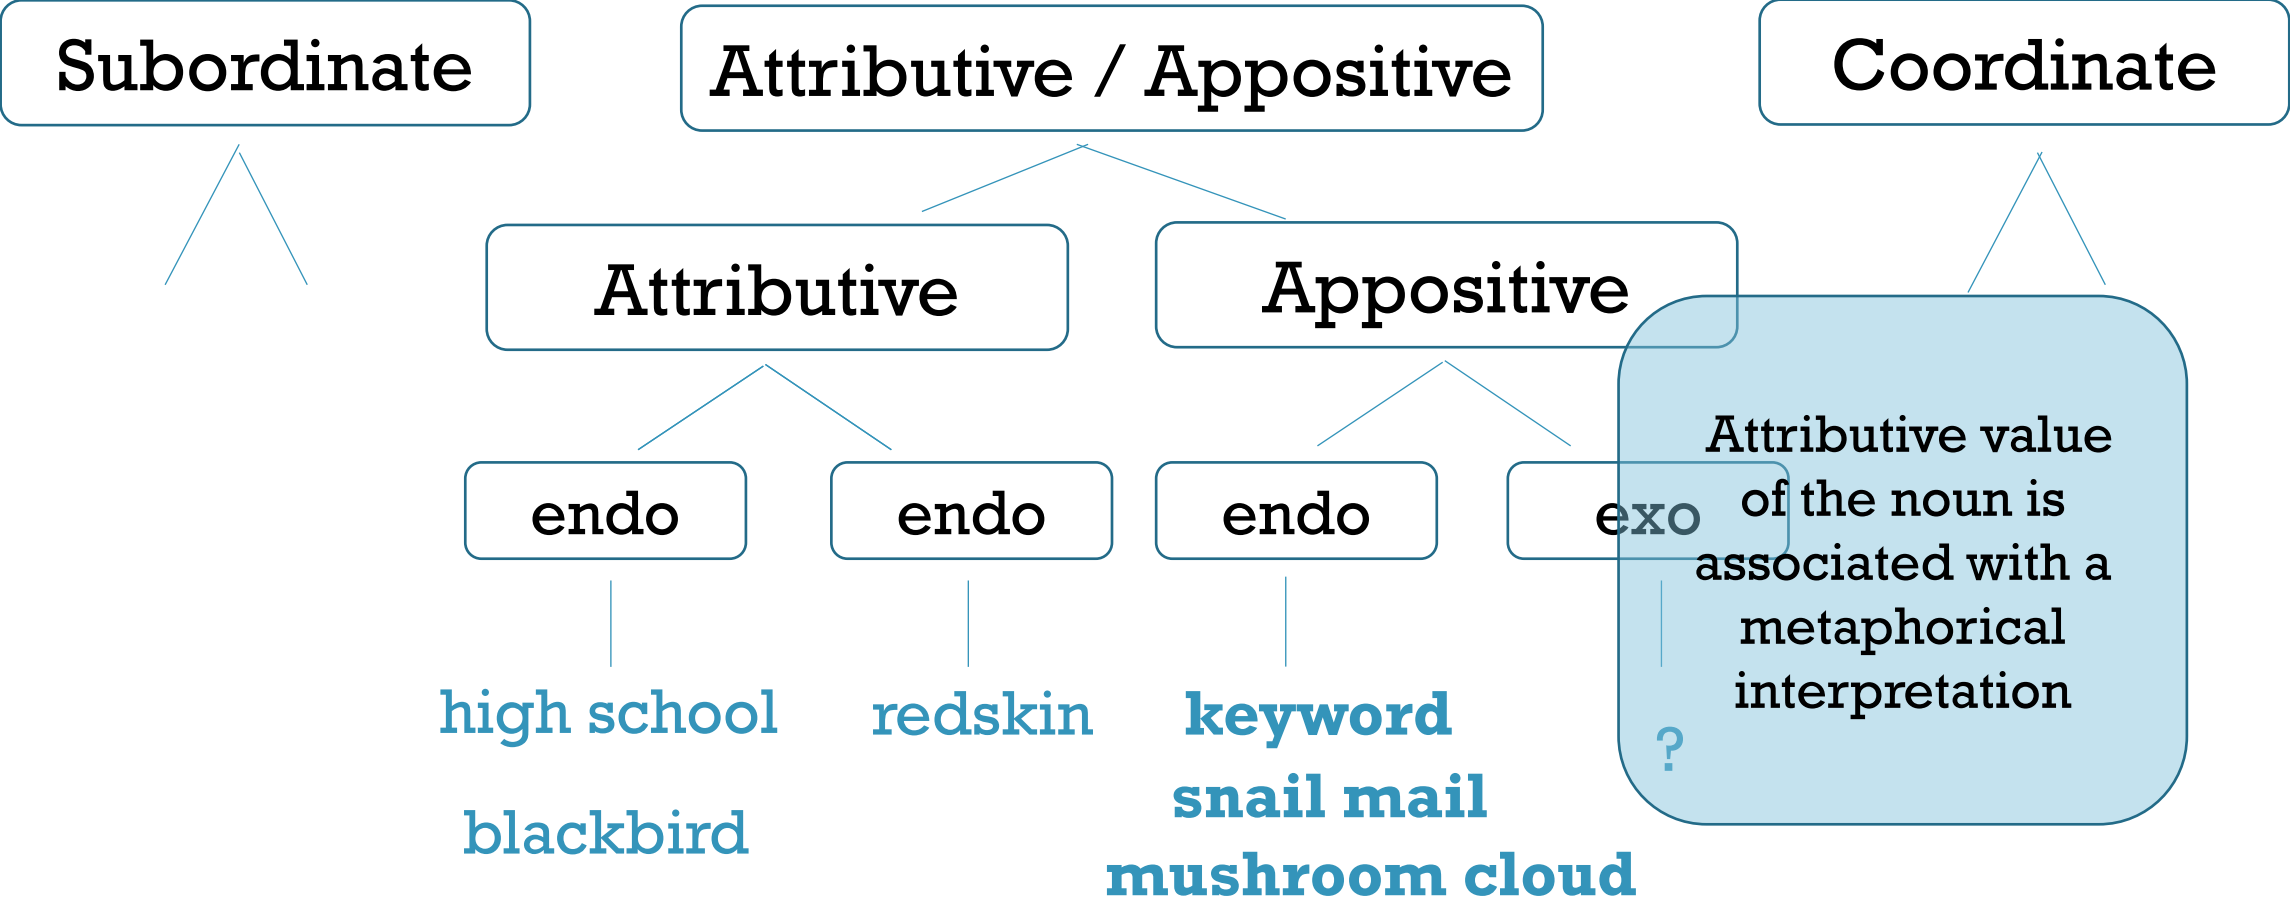 Subordinate
Attributive / Appositive
Coordinate
Attributive
Appositive
endo
endo
endo
exo
Attributive value
of the noun is
associated with a
metaphorical
interpretation
high school
redskin
keyword
?
snail mail
blackbird
mushroom cloud